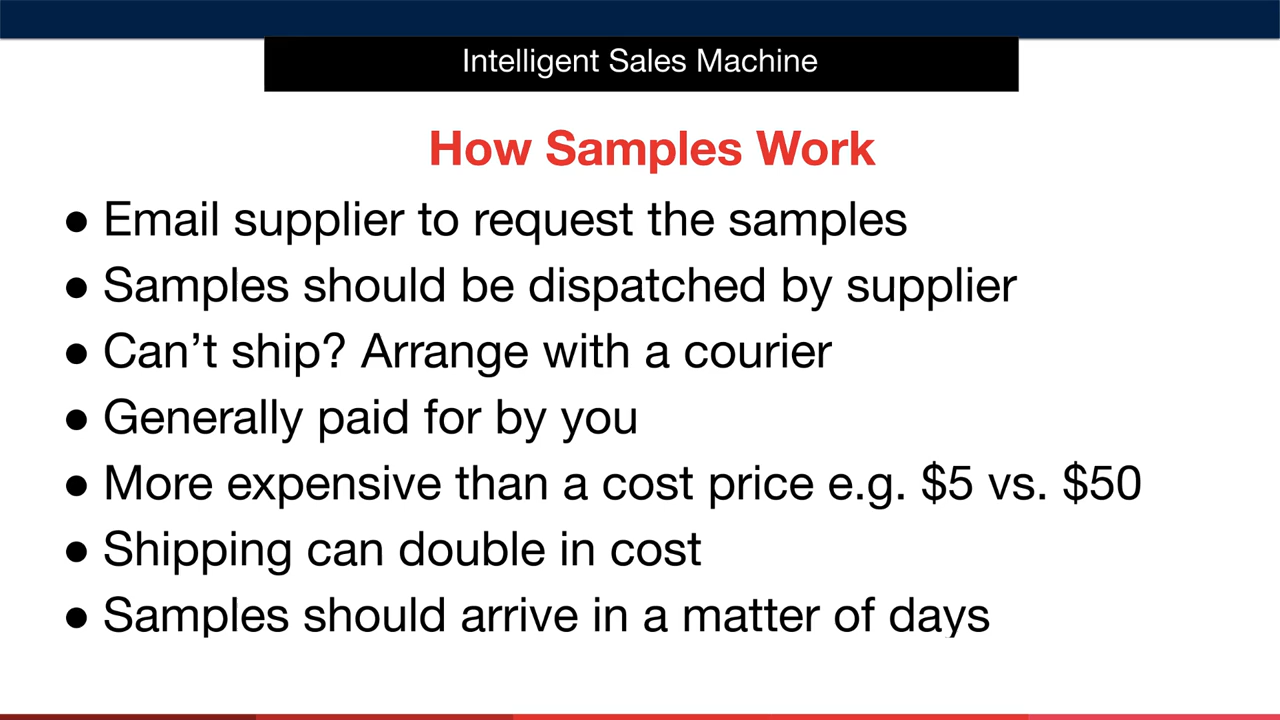 Intelligent Sales Machine
How Samples Work
● Email supplier to request the samples
● Samples should be dispatched by supplier
● Can’t ship? Arrange with a courier
● Generally paid for by you
● More expensive than a cost price e.g. $5 vs. $50
● Shipping can double in cost
● Samples should arrive in a matter of days